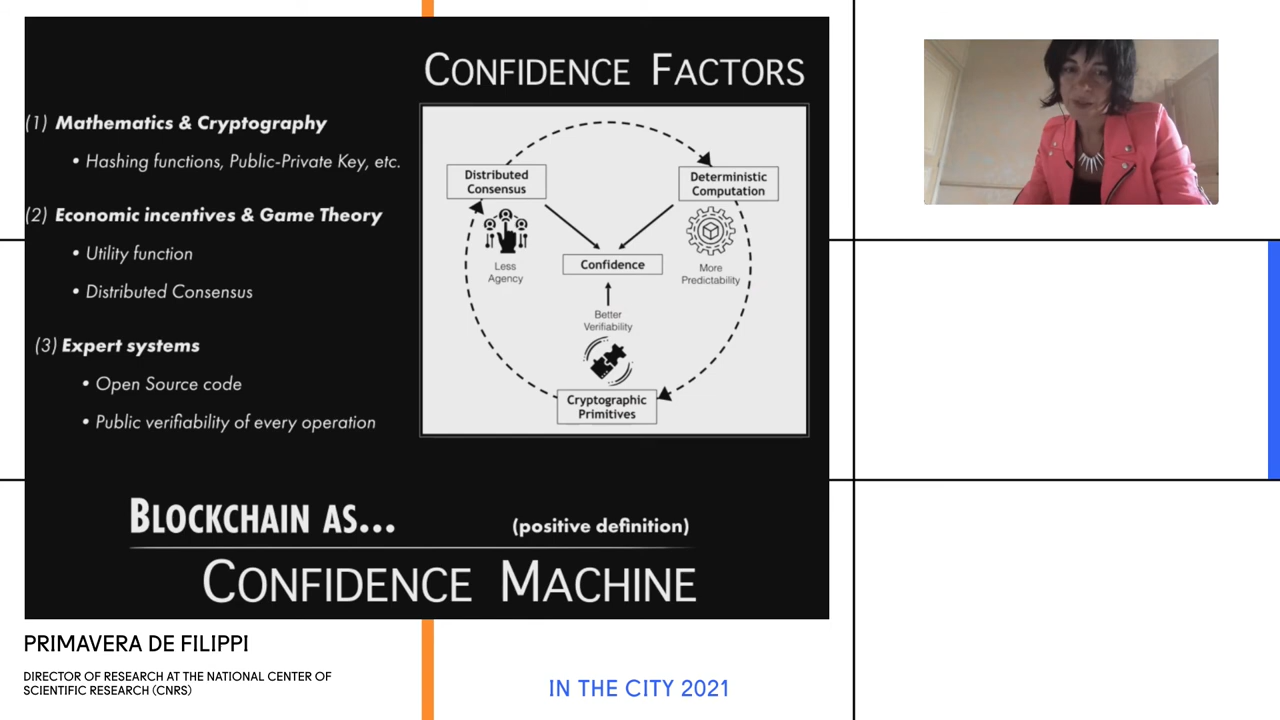 CONFIDENCE FACTORS
(1) Mathematics & Cryptography
• Hashing functions, Public-Private Key, etc.
(2) Economic incentives & Game Theory
• Utility function
• Distributed Consensus
(3) Expert systems
• Open Source code
• Public verifiability of every operation
Distributed
Consensus
Deterministic
Computation
Less
Agency
Confidence
More
Predictability
Better
Verifiability
Cryptographic
Primitives
BLOCKCHAIN AS...
(positive definition)
CONFIDENCE MACHINE
PRIMAVERA DE FILIPPI
DIRECTOR OF RESEARCH AT THE NATIONAL CENTER OF
SCIENTIFIC RESEARCH (CNRS)
IN THE CITY 2021